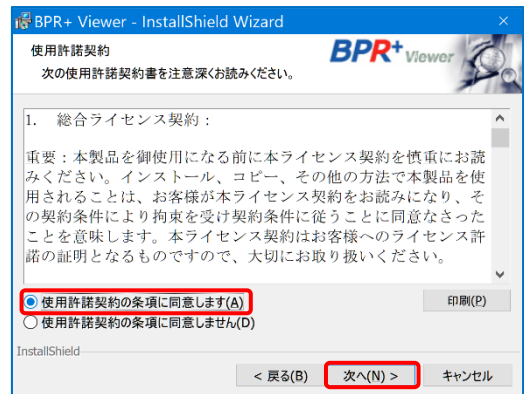 BPR+ Viewer - InstallShield Wizard
使用許諾契約
次の使用許諾契約書を注意深くお読みください。
BPR+ Viewer
1. 総合ライセンス契約：
重要：本製品を御使用になる前に本ライセンス契約を慎重にお読
みください。インストール、コピー、その他の方法で本製品を使
用されることは、お客様が本ライセンス契約をお読みになり、そ
の契約条件により拘束を受け契約条件に従うことに同意なさった
ことを意味します。本ライセンス契約はお客様へのライセンス許
諾の証明となるものですので、大切にお取り扱いください。
使用許諾契約の条項に同意します(A)
印刷(P)
使用許諾契約の条項に同意しません(D)
InstallShield
< 戻る(B)
次へ(N) >
キャンセル